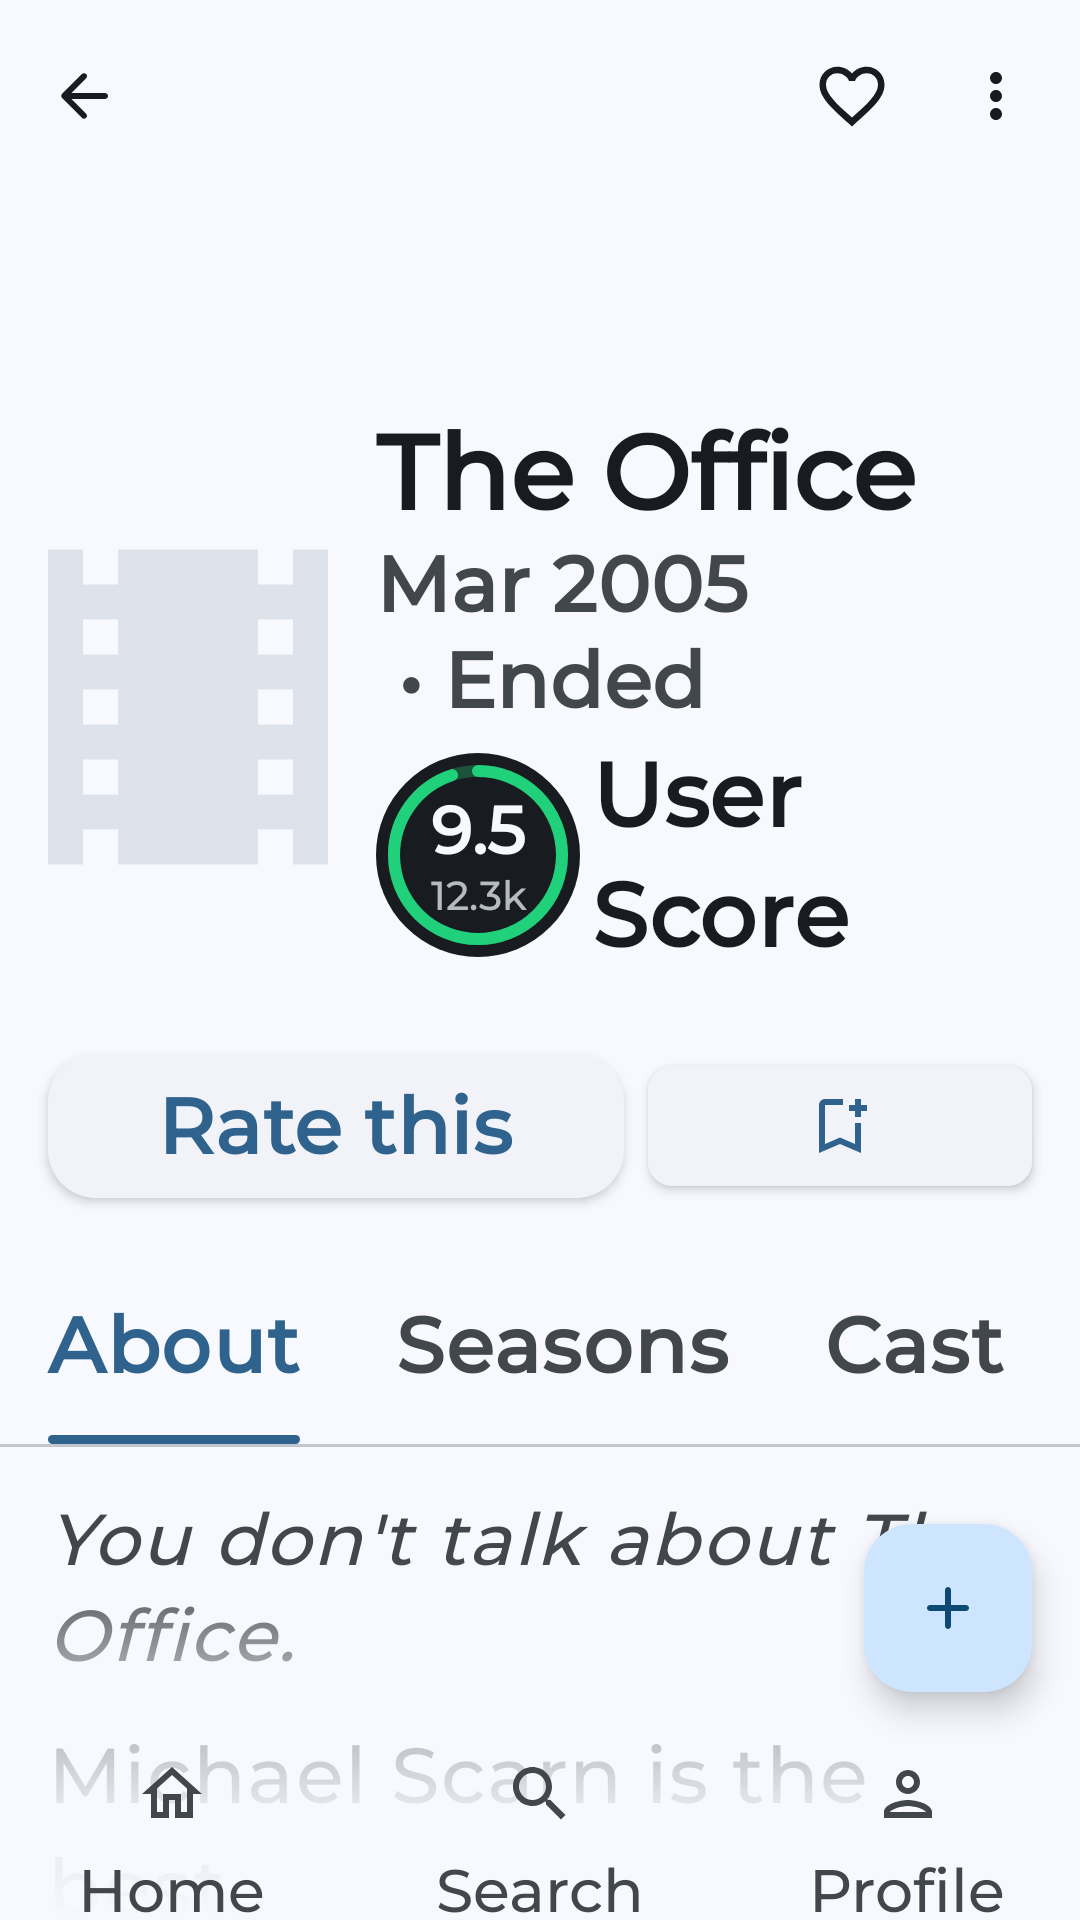 The Office
Mar 2005
• Ended
9.5
12.3k
User
Score
Rate this
About
Seasons
Cast
You don't talk about
Office.
Michael Scarn is the
Home
Search
Profile